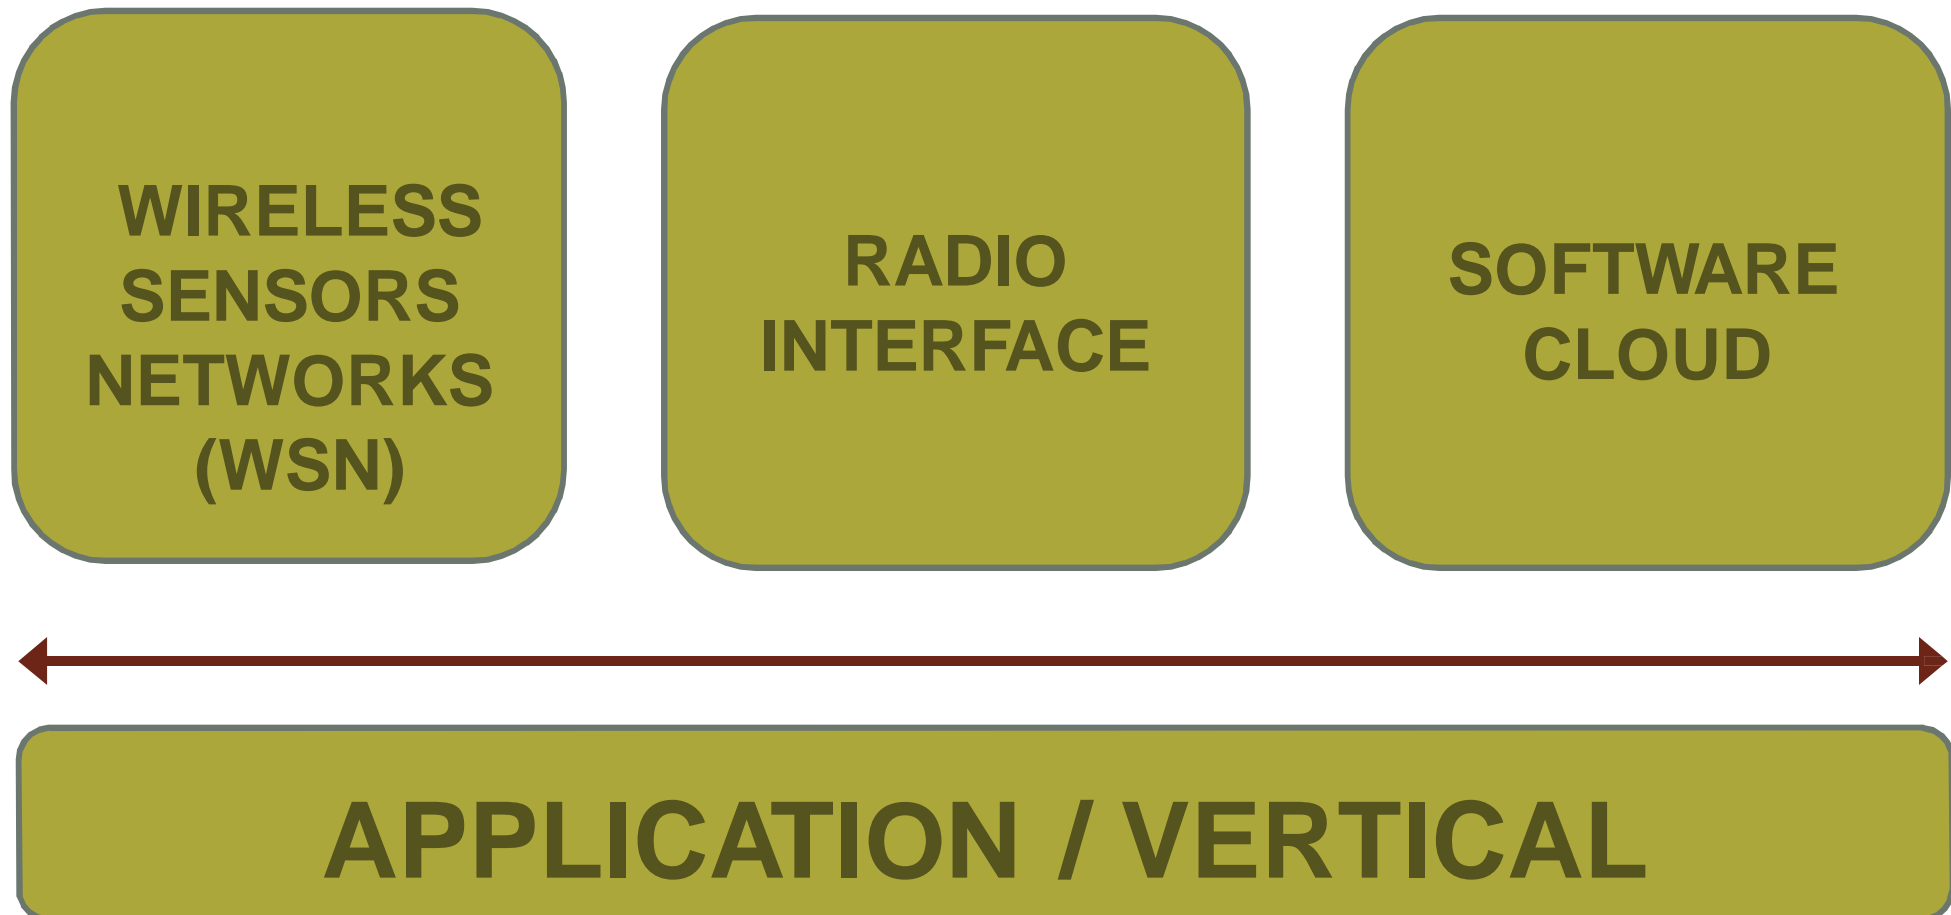 WIRELESS
SENSORS
NETWORKS
(WSN)
RADIO
INTERFACE
SOFTWARE
CLOUD
APPLICATION / VERTICAL